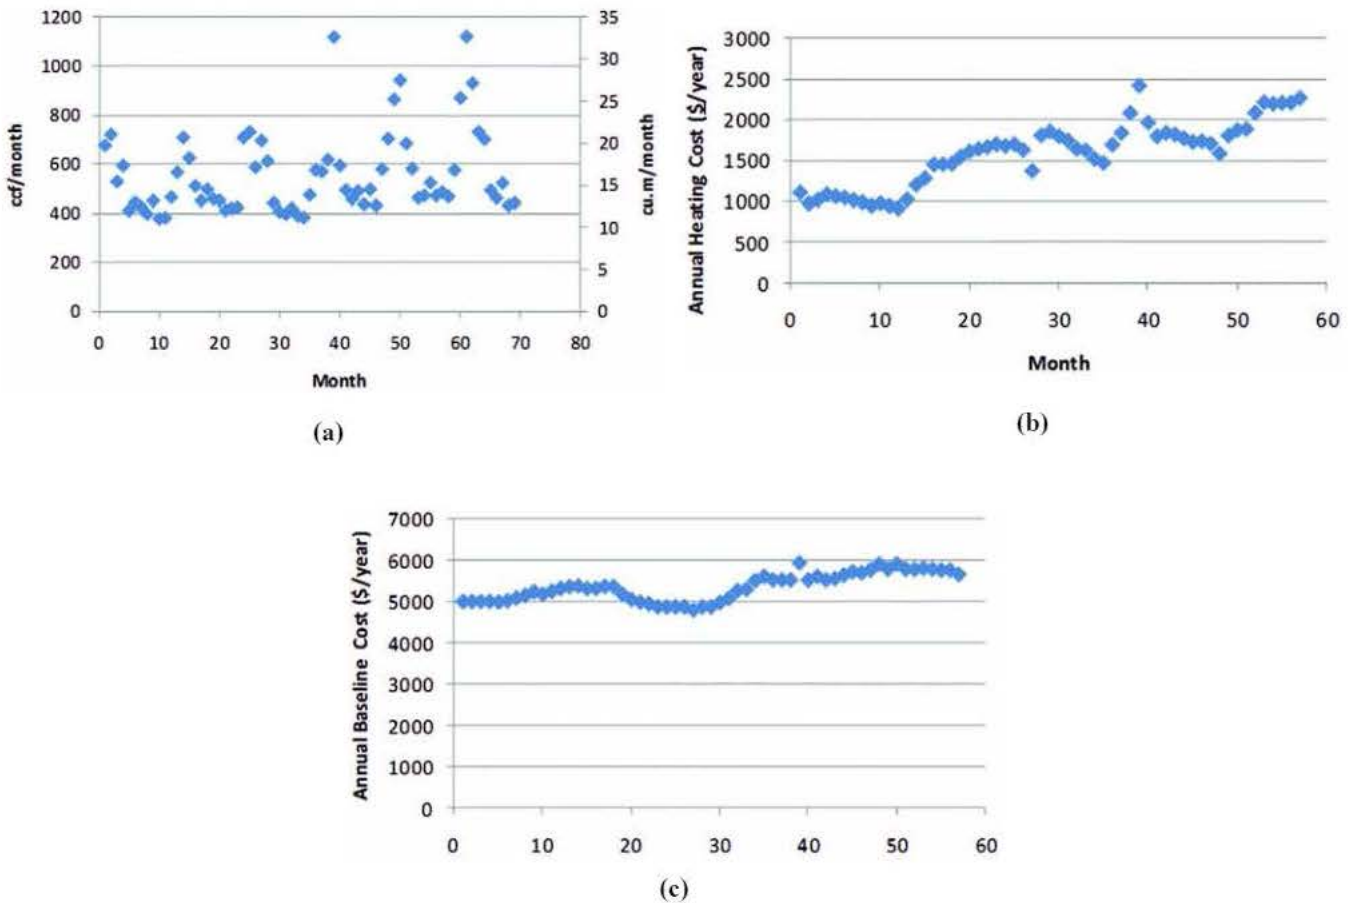 1200
1000
800
600
400
200
0
ccf/month
35
30
25
20
15
10
5
0
cu.m/month
0 10 20 30 40 50 60 70 80
Month
(a)
3000
2500
2000
1500
1000
500
0
Annual Heating Cost ($/year)
0 10 20 30 40 50 60
Month
(b)
7000
6000
5000
4000
3000
2000
1000
0
Annual Baseline Cost ($/year)
0 10 20 30 40 50 60
(c)